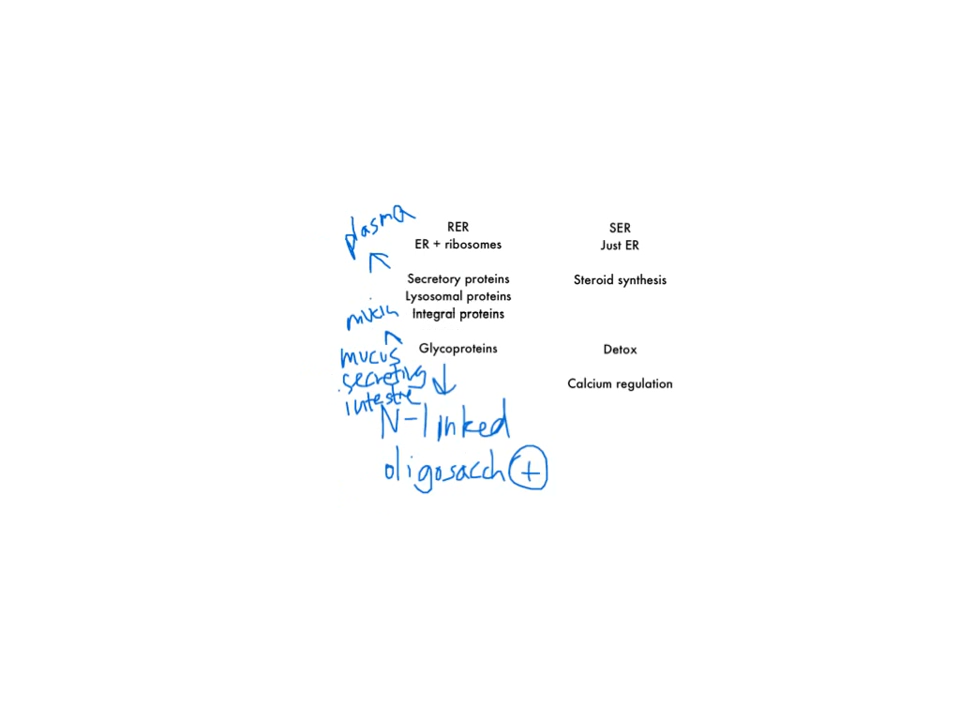 plasma
RER
SER
ER + ribosomes
Just ER
Secretory proteins
Steroid synthesis
Lysosomal proteins
mucin
Integral proteins
Glycoproteins
Detox
mucus
secreting
Calcium regulation
N-linked
oligosacch +